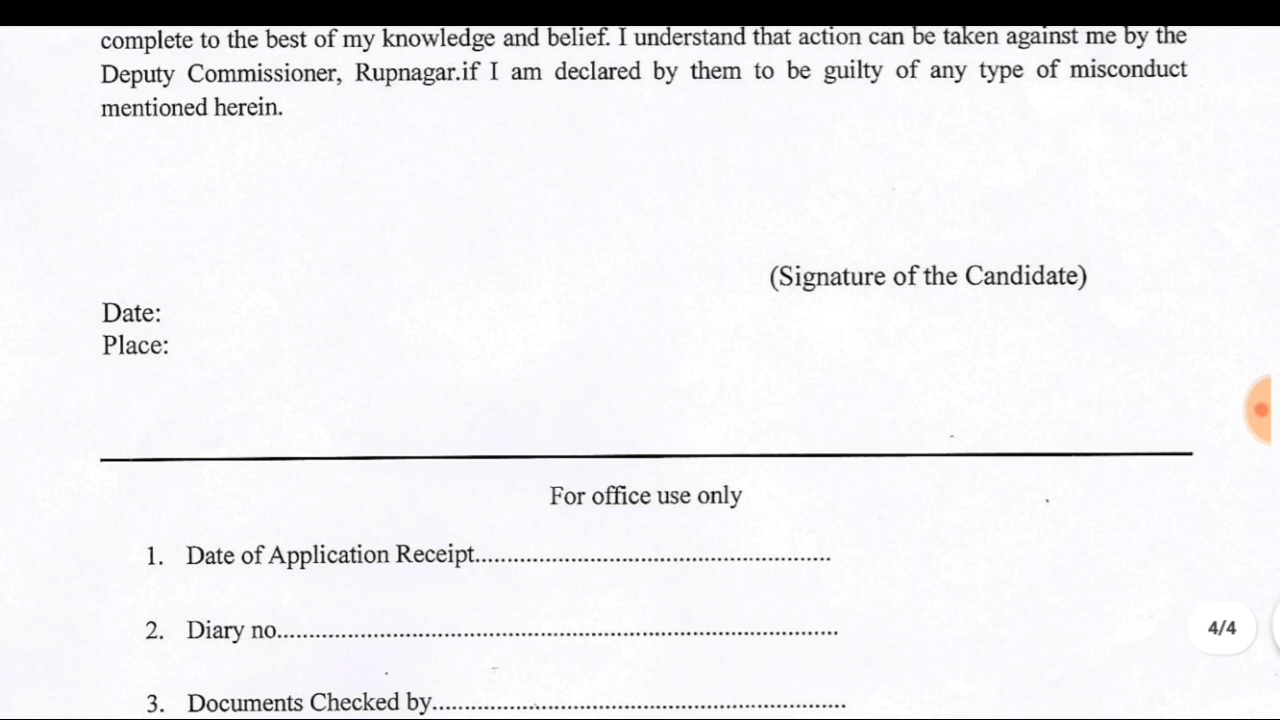 complete to the best of my knowledge and belief. I understand that action can be taken against me by the
Deputy Commissioner, Rupnagar.if I am declared by them to be guilty of any type of misconduct
mentioned herein.
(Signature of the Candidate)
Date:
Place:
For office use only
1. Date of Application Receipt.......................................................
2. Diary no.......................................................................................
3. Documents Checked by................................................................
4/4